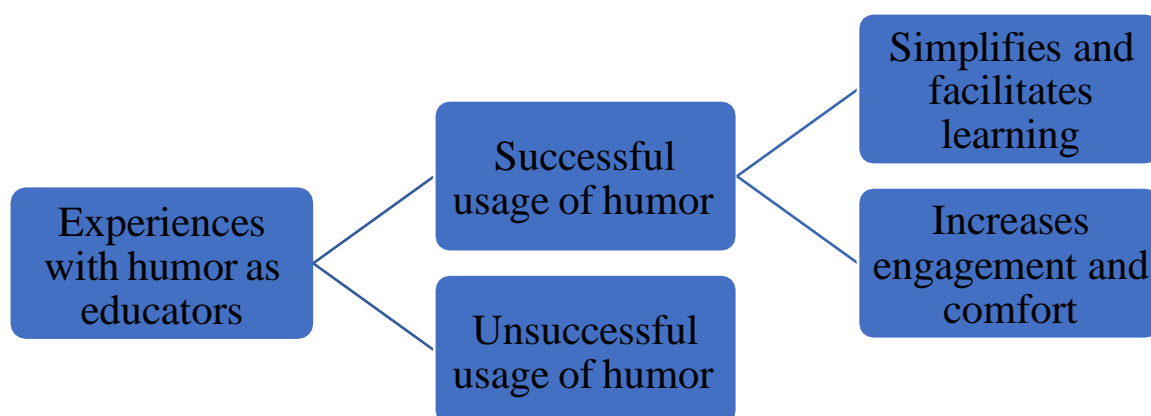 Experiences
with humor as
educators
Successful
usage of humor
Unsuccessful
usage of humor
Simplifies and
facilitates
learning
Increases
engagement and
comfort